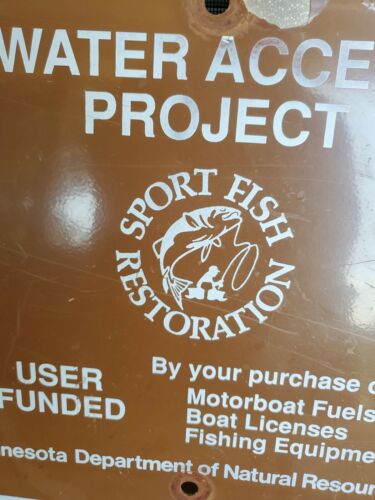 WATER ACCE
PROJECT
SPORT FISH
RESTORATION
USER
FUNDED
By your purchase o
Motorboat Fuels
Boat Licenses
Fishing Equipme
nnesota Department of Natural Resour